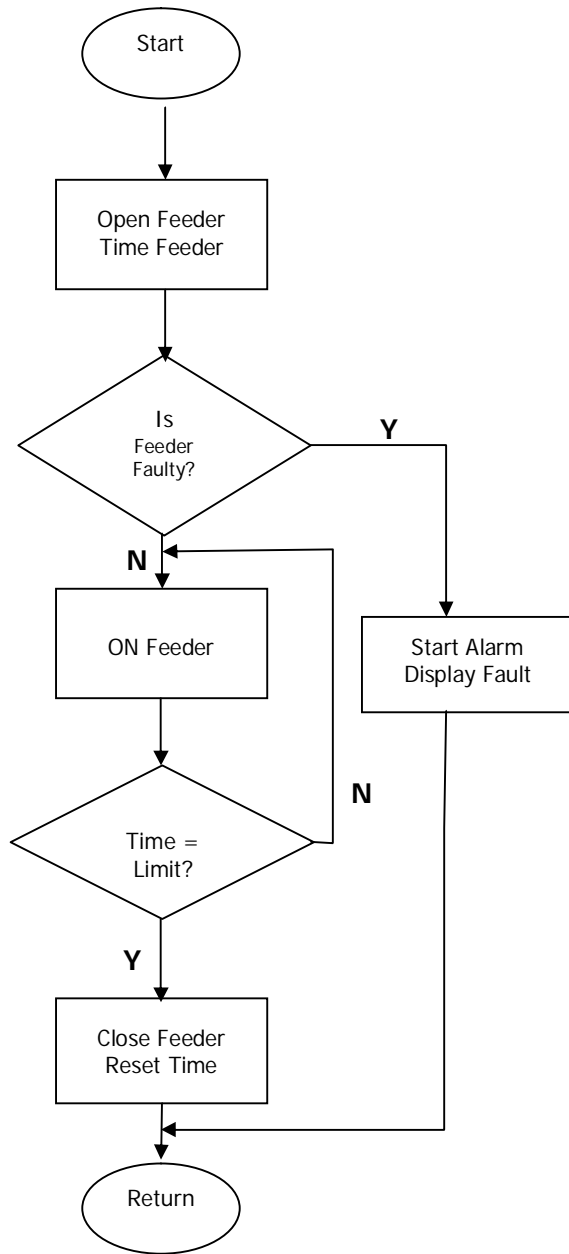 Start
Open Feeder
Time Feeder
Is
Feeder
Faulty?
Y
N
ON Feeder
Start Alarm
Display Fault
N
Time =
Limit?
Y
Close Feeder
Reset Time
Return